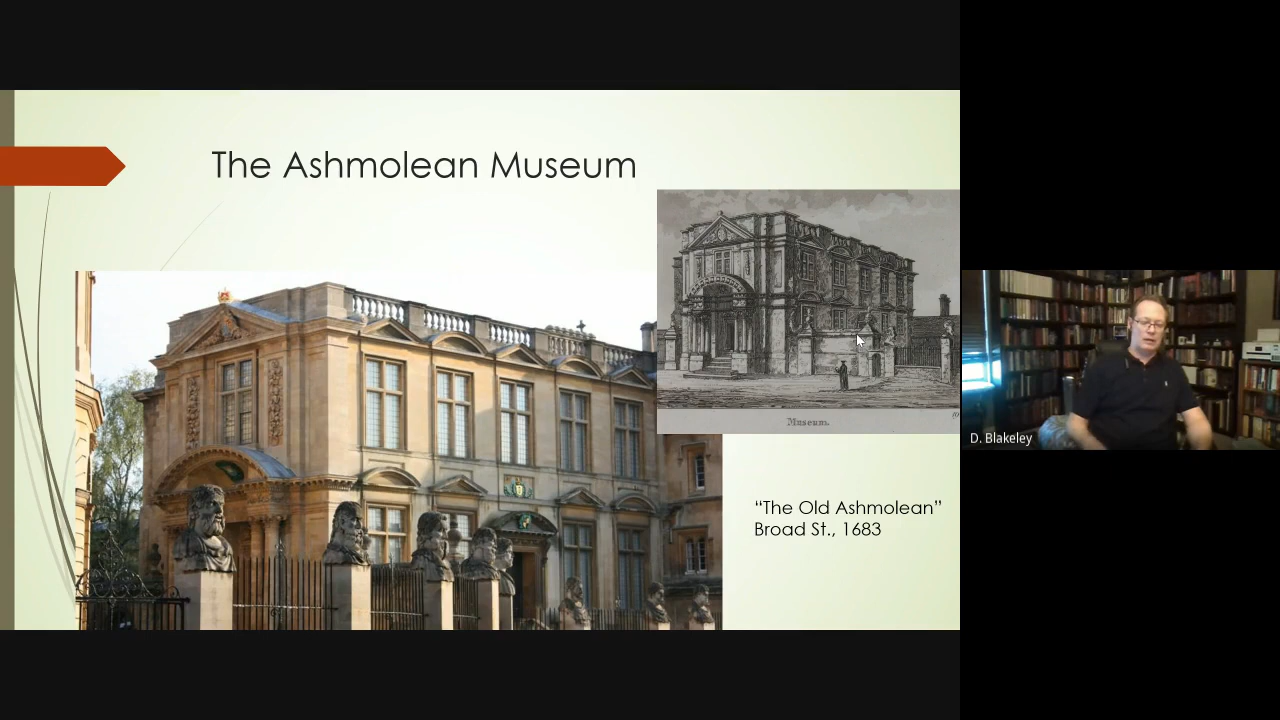 The Ashmolean Museum
Museum.
“The Old Ashmolean”
Broad St., 1683
D. Blakeley